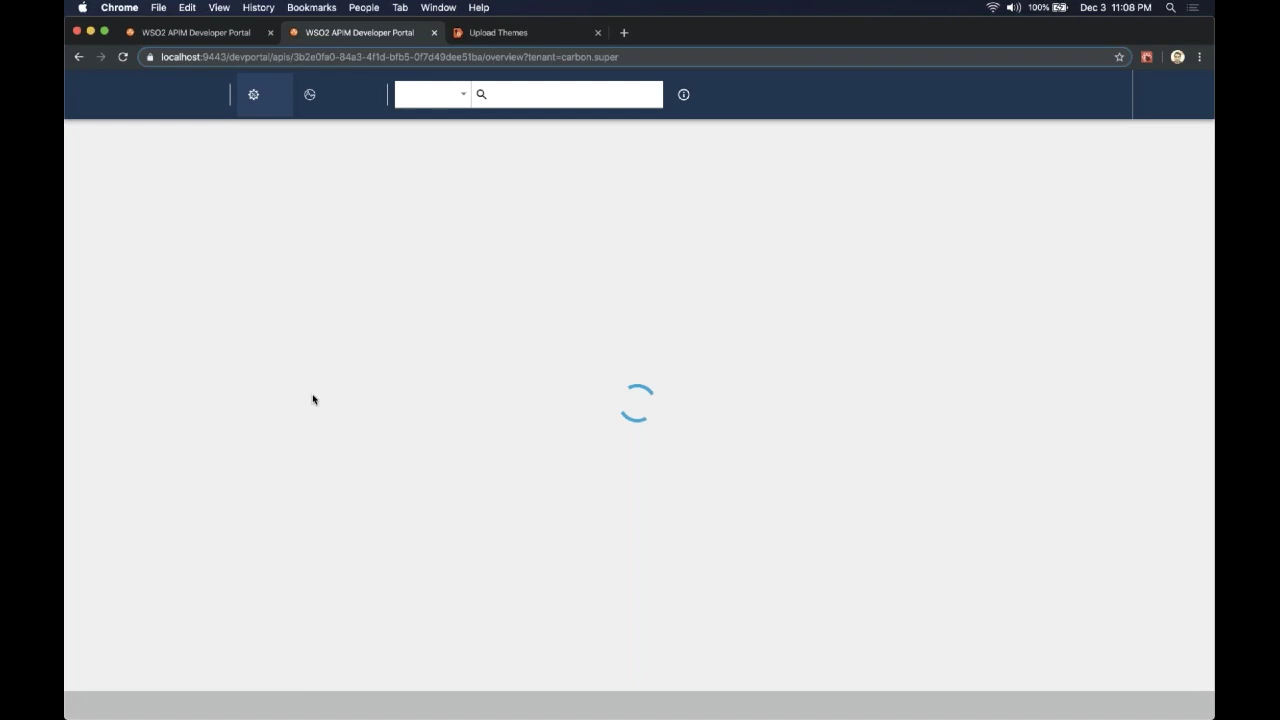 Chrome File Edit View History Bookmarks People Tab Window Help 100% Dec 3 11:08 PM
WSO2 APIM Developer Portal WSO2 APIM Developer Portal Upload Themes
localhost:9443/devportal/apis/3b2e0fa0-84a3-4f1d-bfb5-0f7d49dee51ba/overview?tenant=carbon.super